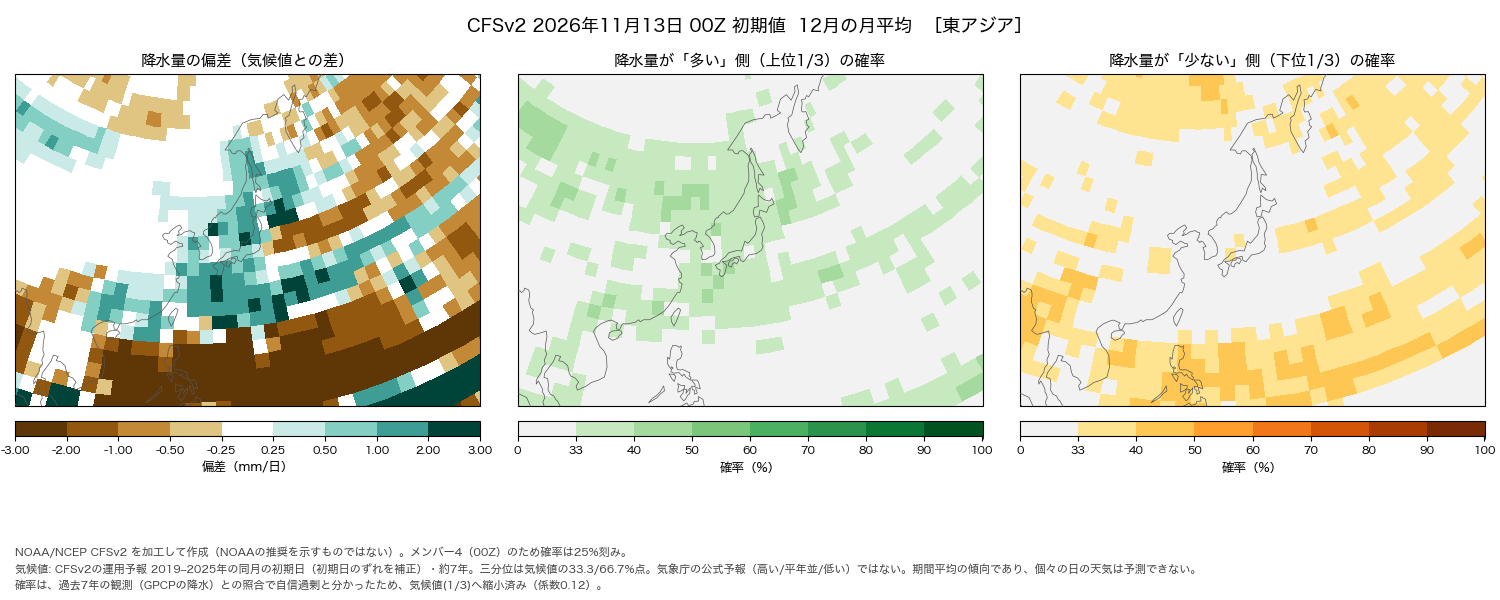 CFSv2 2026年11月13日 00Z 初期値  12月の月平均  ［東アジア］
降水量の偏差（気候値との差）
降水量が「多い」側（上位1/3）の確率
降水量が「少ない」側（下位1/3）の確率
-3.00 -2.00 -1.00 -0.50 -0.25 0.25 0.50 1.00 2.00 3.00
偏差（mm/日）
0 33 40 50 60 70 80 90 100
確率（%）
0 33 40 50 60 70 80 90 100
確率（%）
NOAA/NCEP CFSv2 を加工して作成（NOAAの推奨を示すものではない）。メンバー4（00Z）のため確率は25%刻み。
気候値: CFSv2の運用予報 2019–2025年の同月の初期日（初期日のずれを補正）・約7年。三分位は気候値の33.3/66.7%点。気象庁の公式予報（高い/平年並/低い）ではない。期間平均の傾向であり、個々の日の天気は予測できない。
確率は、過去7年の観測（GPCPの降水）との照合で自信過剰と分かったため、気候値(1/3)へ縮小済み（係数0.12）。